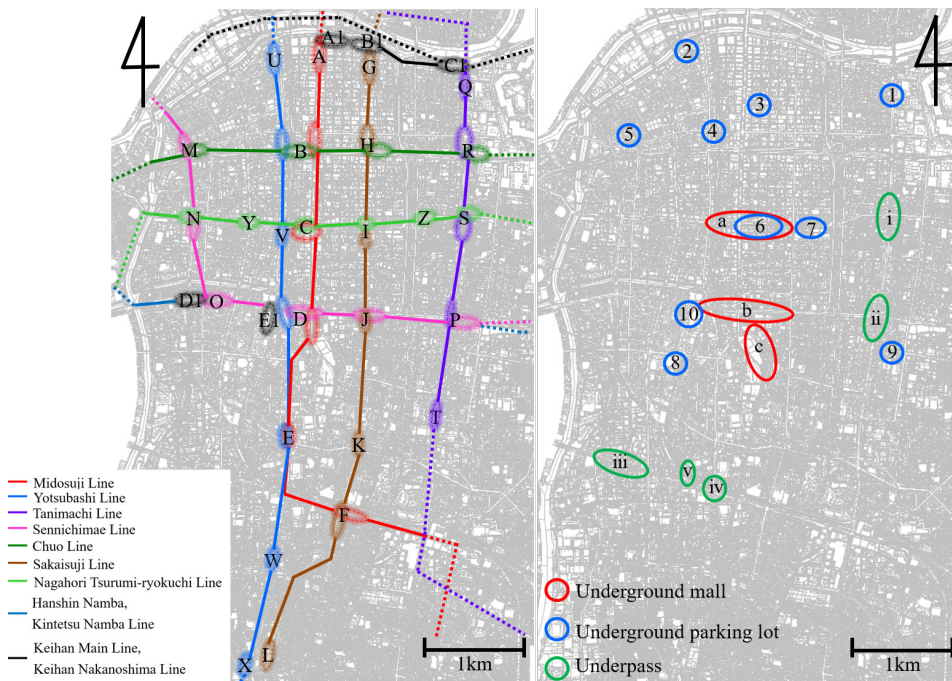 4
A1
B1
U
A
G
C1
Q
M
B
H
R
N
Y
V
C
I
Z
S
D1
O
E1
D
J
P
T
E
K
F
W
X
L
Midosuji Line
Yotsubashi Line
Tanimachi Line
Sennichimae Line
Chuo Line
Sakaisuji Line
Nagahori Tsurumi-ryokuchi Line
Hanshin Namba,
Kintetsu Namba Line
Keihan Main Line,
Keihan Nakanoshima Line
1km
4
2
1
3
5
4
a
6
7
i
10
b
ii
c
8
9
iii
v
iv
Underground mall
Underground parking lot
Underpass
1km